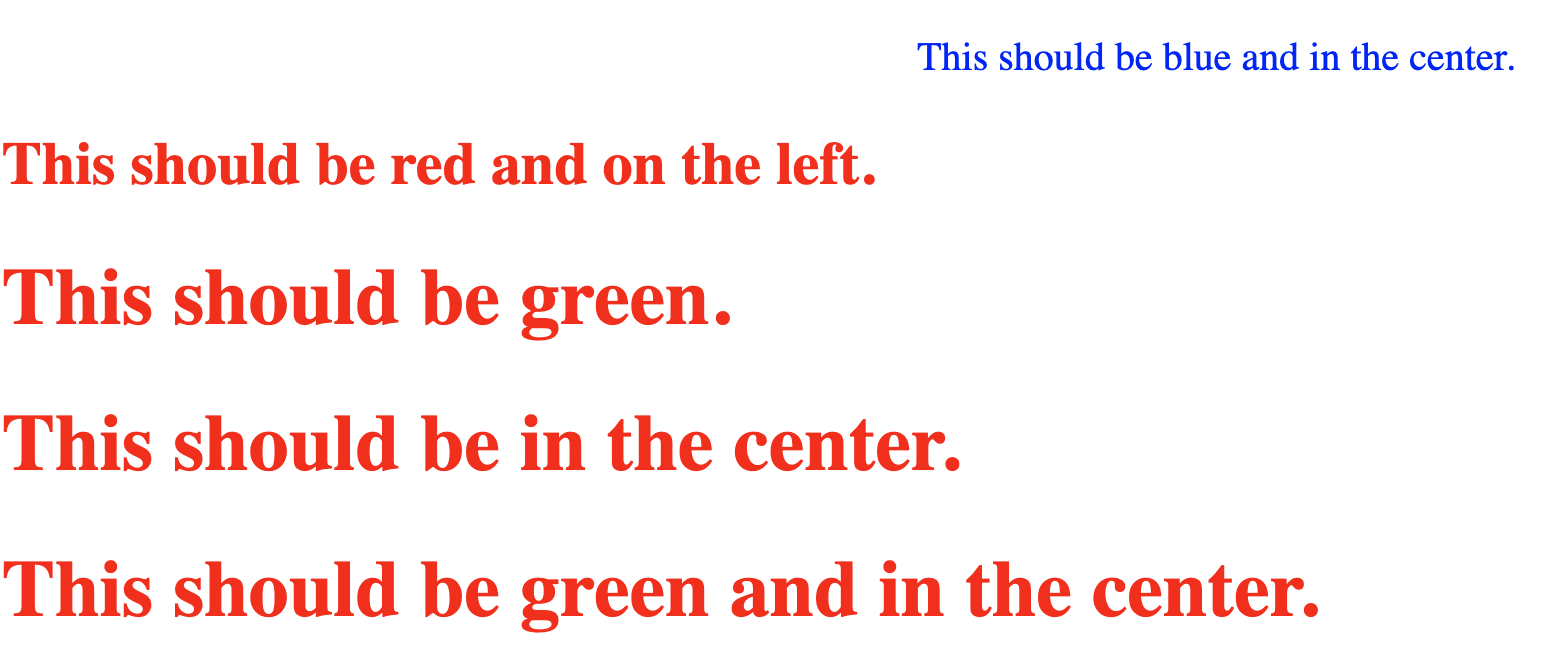 This should be blue and in the center.
This should be red and on the left.
This should be green.
This should be in the center.
This should be green and in the center.